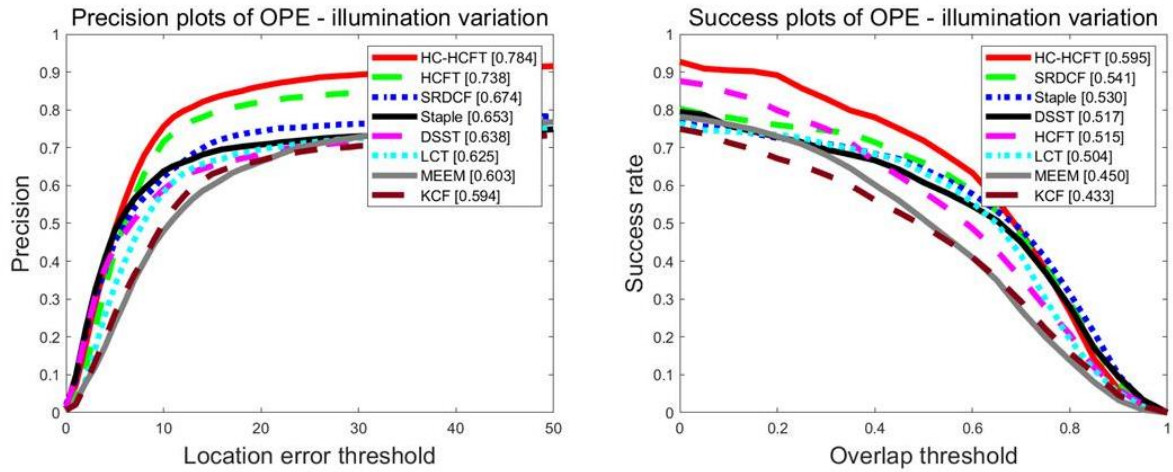 Precision plots of OPE - illumination variation
1
0.9
0.8
0.7
0.6
0.5
0.4
0.3
0.2
0.1
0
Precision
HC-HCFT [0.784]
HCFT [0.738]
SRDCF [0.674]
Staple [0.653]
DSST [0.638]
LCT [0.625]
MEEM [0.603]
KCF [0.594]
0 10 20 30 40 50
Location error threshold
Success plots of OPE - illumination variation
1
0.9
0.8
0.7
0.6
0.5
0.4
0.3
0.2
0.1
0
Success rate
HC-HCFT [0.595]
SRDCF [0.541]
Staple [0.530]
DSST [0.517]
HCFT [0.515]
LCT [0.504]
MEEM [0.450]
KCF [0.433]
0 0.2 0.4 0.6 0.8 1
Overlap threshold